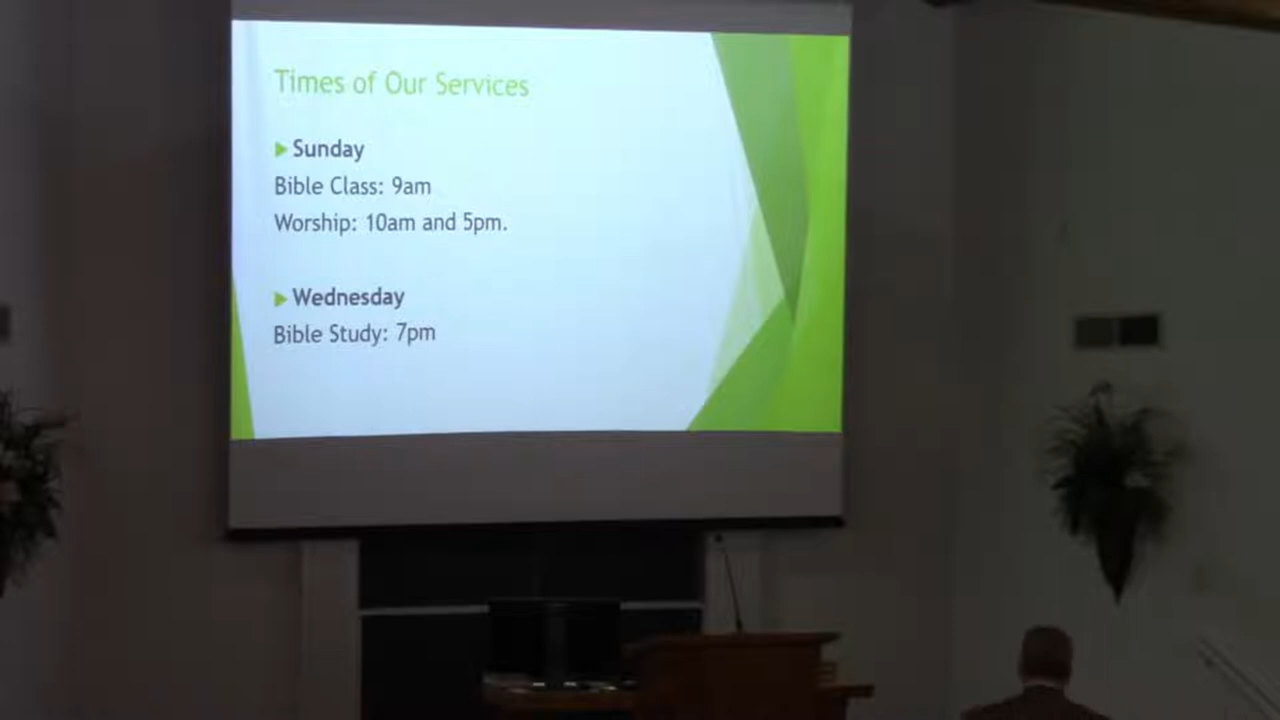 Times of Our Services
Sunday
Bible Class: 9am
Worship: 10am and 5pm.
Wednesday
Bible Study: 7pm